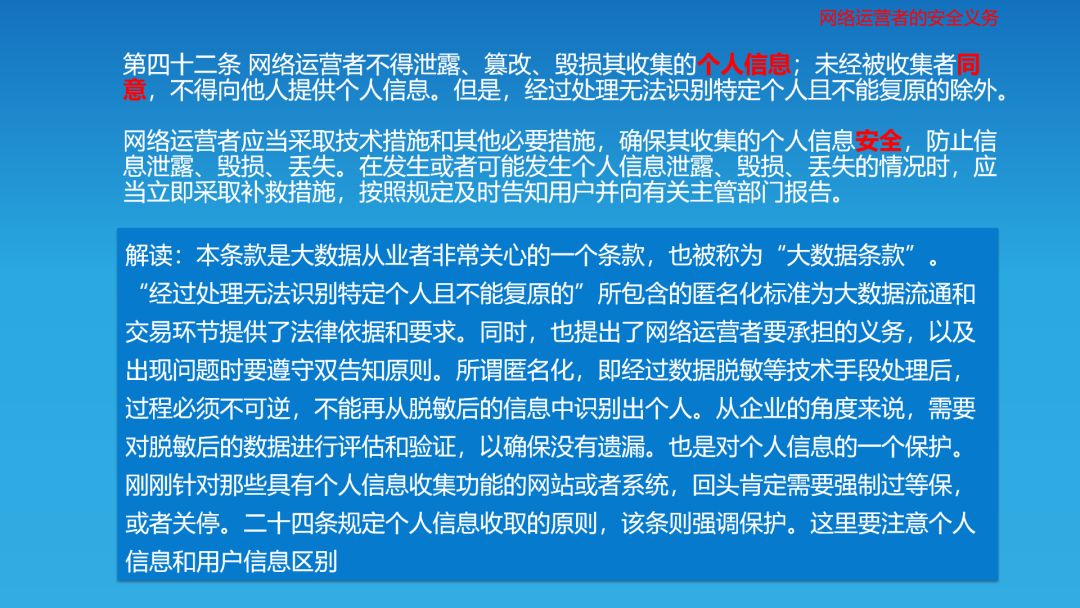 网络运营者的安全义务
第四十二条 网络运营者不得泄露、篡改、毁损其收集的个人信息；未经被收集者同
意，不得向他人提供个人信息。但是，经过处理无法识别特定个人且不能复原的除外。
网络运营者应当采取技术措施和其他必要措施，确保其收集的个人信息安全，防止信
息泄露、毁损、丢失。在发生或者可能发生个人信息泄露、毁损、丢失的情况时，应
当立即采取补救措施，按照规定及时告知用户并向有关主管部门报告。
解读：本条款是大数据从业者非常关心的一个条款，也被称为“大数据条款”。
“经过处理无法识别特定个人且不能复原的”所包含的匿名化标准为大数据流通和
交易环节提供了法律依据和要求。同时，也提出了网络运营者要承担的义务，以及
出现问题时要遵守双告知原则。所谓匿名化，即经过数据脱敏等技术手段处理后，
过程必须不可逆，不能再从脱敏后的信息中识别出个人。从企业的角度来说，需要
对脱敏后的数据进行评估和验证，以确保没有遗漏。也是对个人信息的一个保护。
刚刚针对那些具有个人信息收集功能的网站或者系统，回头肯定需要强制过等保，
或者关停。二十四条规定个人信息收取的原则，该条则强调保护。这里要注意个人
信息和用户信息区别